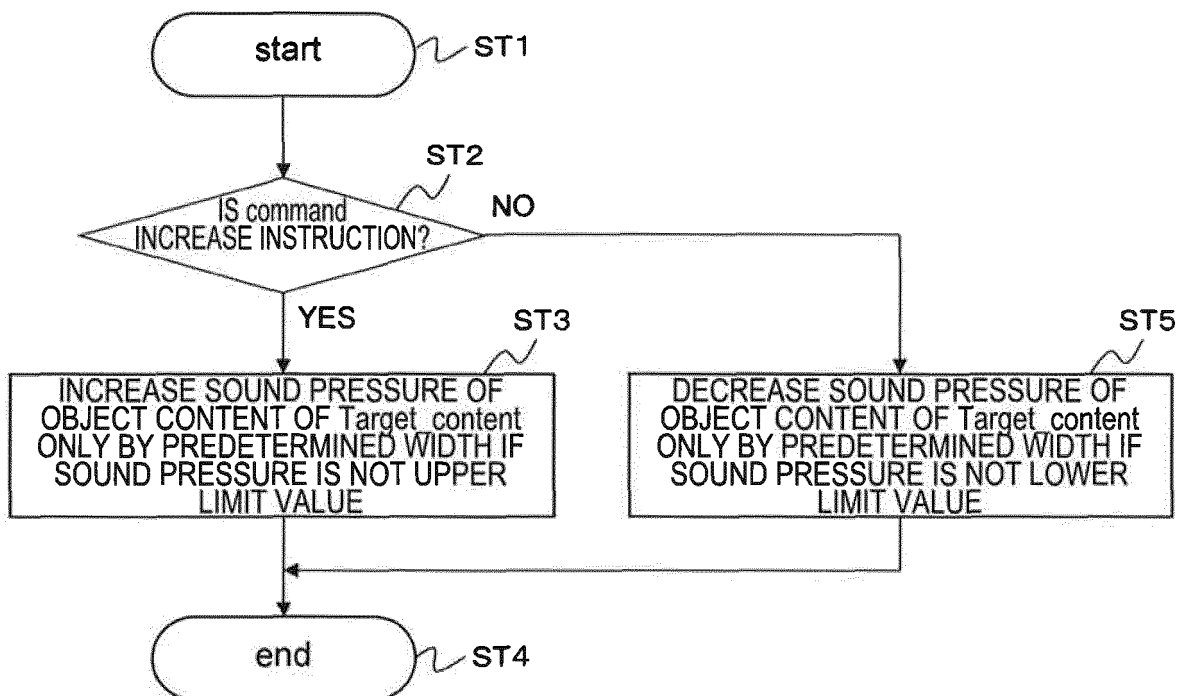 start
ST1
ST2
IS command
INCREASE INSTRUCTION?
NO
YES
ST3
INCREASE SOUND PRESSURE OF
OBJECT CONTENT OF Target_content
ONLY BY PREDETERMINED WIDTH IF
SOUND PRESSURE IS NOT UPPER
LIMIT VALUE
ST5
DECREASE SOUND PRESSURE OF
OBJECT CONTENT OF Target_content
ONLY BY PREDETERMINED WIDTH IF
SOUND PRESSURE IS NOT LOWER
LIMIT VALUE
end
ST4